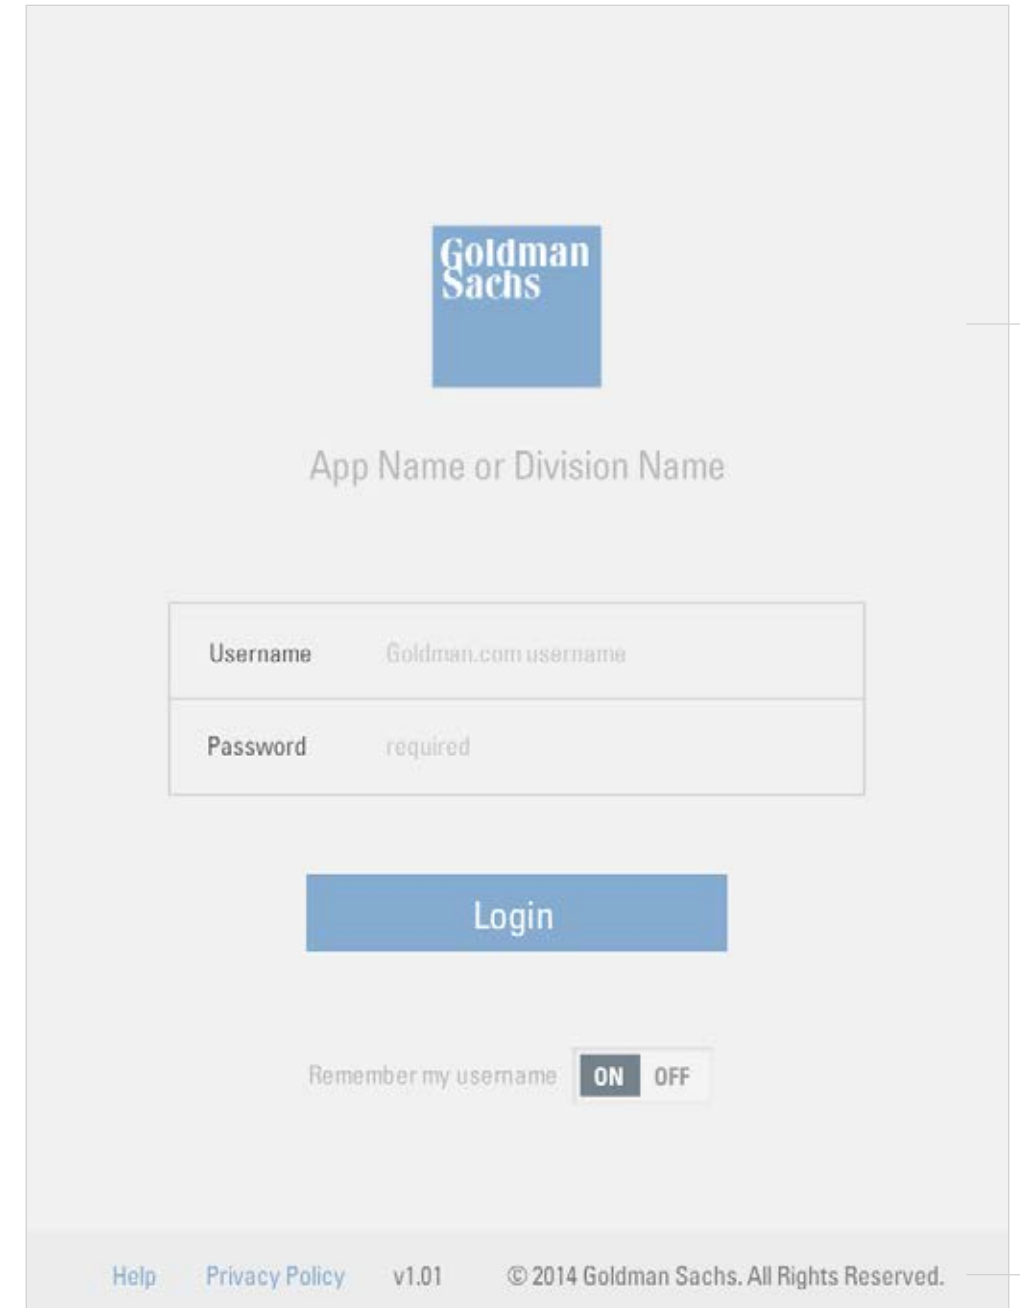 Goldman
Sachs
App Name or Division Name
Username Goldman.com username
Password required
Login
Remember my username ON OFF
Help Privacy Policy v1.01 © 2014 Goldman Sachs. All Rights Reserved.